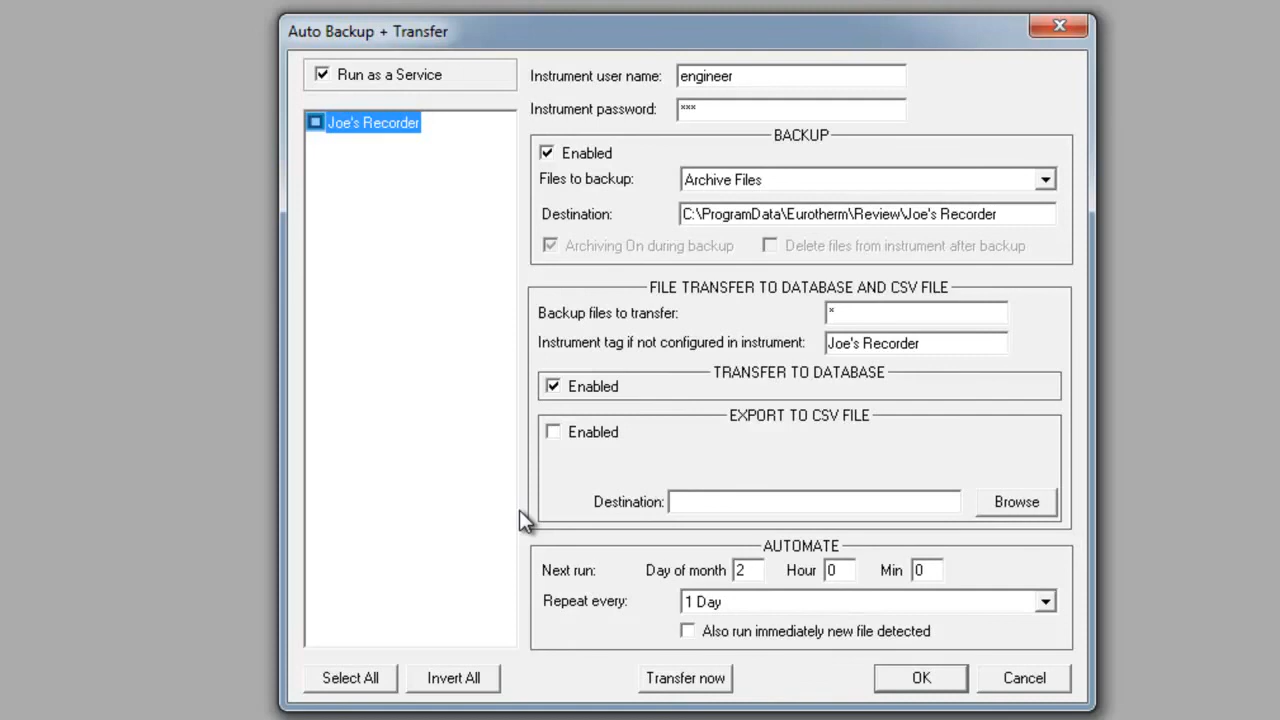 Auto Backup + Transfer
Run as a Service
Joe's Recorder
Instrument user name: engineer
Instrument password: ***
BACKUP
Enabled
Files to backup: Archive Files
Destination: C:\ProgramData\Eurotherm\Review\Joe's Recorder
Archiving On during backup Delete files from instrument after backup
FILE TRANSFER TO DATABASE AND CSV FILE
Backup files to transfer: *
Instrument tag if not configured in instrument: Joe's Recorder
TRANSFER TO DATABASE
Enabled
EXPORT TO CSV FILE
Enabled
Destination: Browse
AUTOMATE
Next run: Day of month 2 Hour 0 Min 0
Repeat every: 1 Day
Also run immediately new file detected
Select All Invert All Transfer now OK Cancel